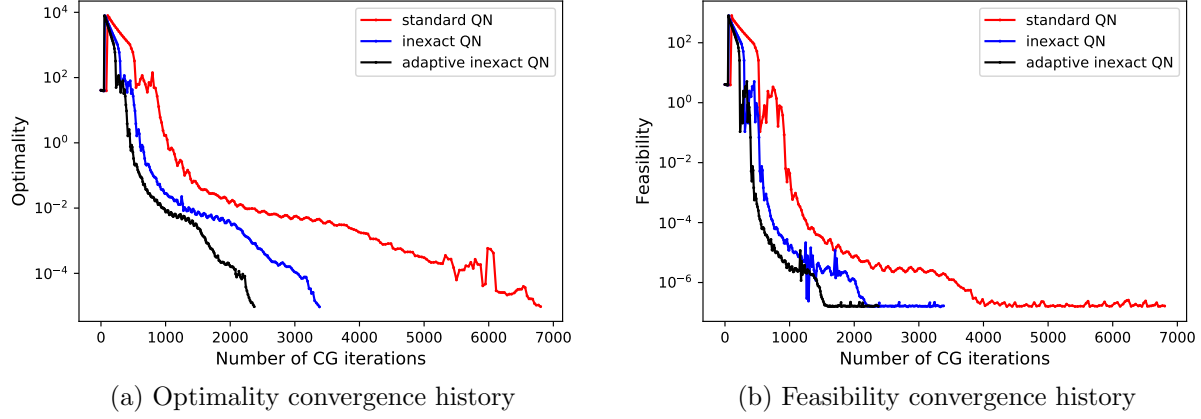 standard QN
inexact QN
adaptive inexact QN
Optimality
10^4
10^2
10^0
10^-2
10^-4
0 1000 2000 3000 4000 5000 6000 7000
Number of CG iterations
(a) Optimality convergence history
standard QN
inexact QN
adaptive inexact QN
Feasibility
10^2
10^0
10^-2
10^-4
10^-6
0 1000 2000 3000 4000 5000 6000 7000
Number of CG iterations
(b) Feasibility convergence history